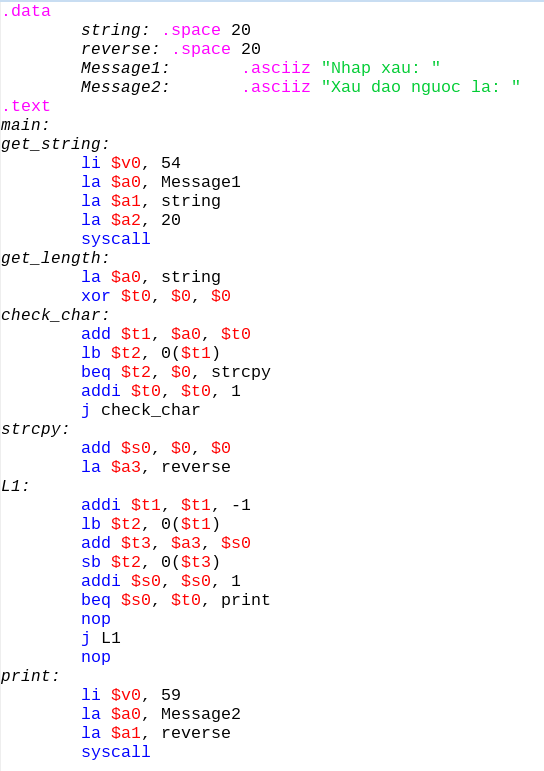 .data
string: .space 20
reverse: .space 20
Message1: .asciiz "Nhap xau: "
Message2: .asciiz "Xau dao nguoc la: "
.text
main:
get_string:
li $v0, 54
la $a0, Message1
la $a1, string
la $a2, 20
syscall
get_length:
la $a0, string
xor $t0, $0, $0
check_char:
add $t1, $a0, $t0
lb $t2, 0($t1)
beq $t2, $0, strcpy
addi $t0, $t0, 1
j check_char
strcpy:
add $s0, $0, $0
la $a3, reverse
L1:
addi $t1, $t1, -1
lb $t2, 0($t1)
add $t3, $a3, $s0
sb $t2, 0($t3)
addi $s0, $s0, 1
beq $s0, $t0, print
nop
j L1
nop
print:
li $v0, 59
la $a0, Message2
la $a1, reverse
syscall